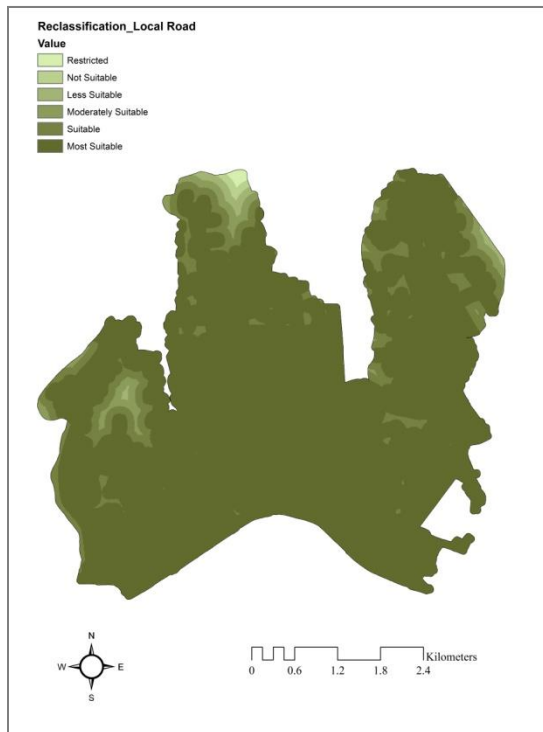 Reclassification_Local Road
Value
Restricted
Not Suitable
Less Suitable
Moderately Suitable
Suitable
Most Suitable
N
W E
S
Kilometers
0 0.6 1.2 1.8 2.4